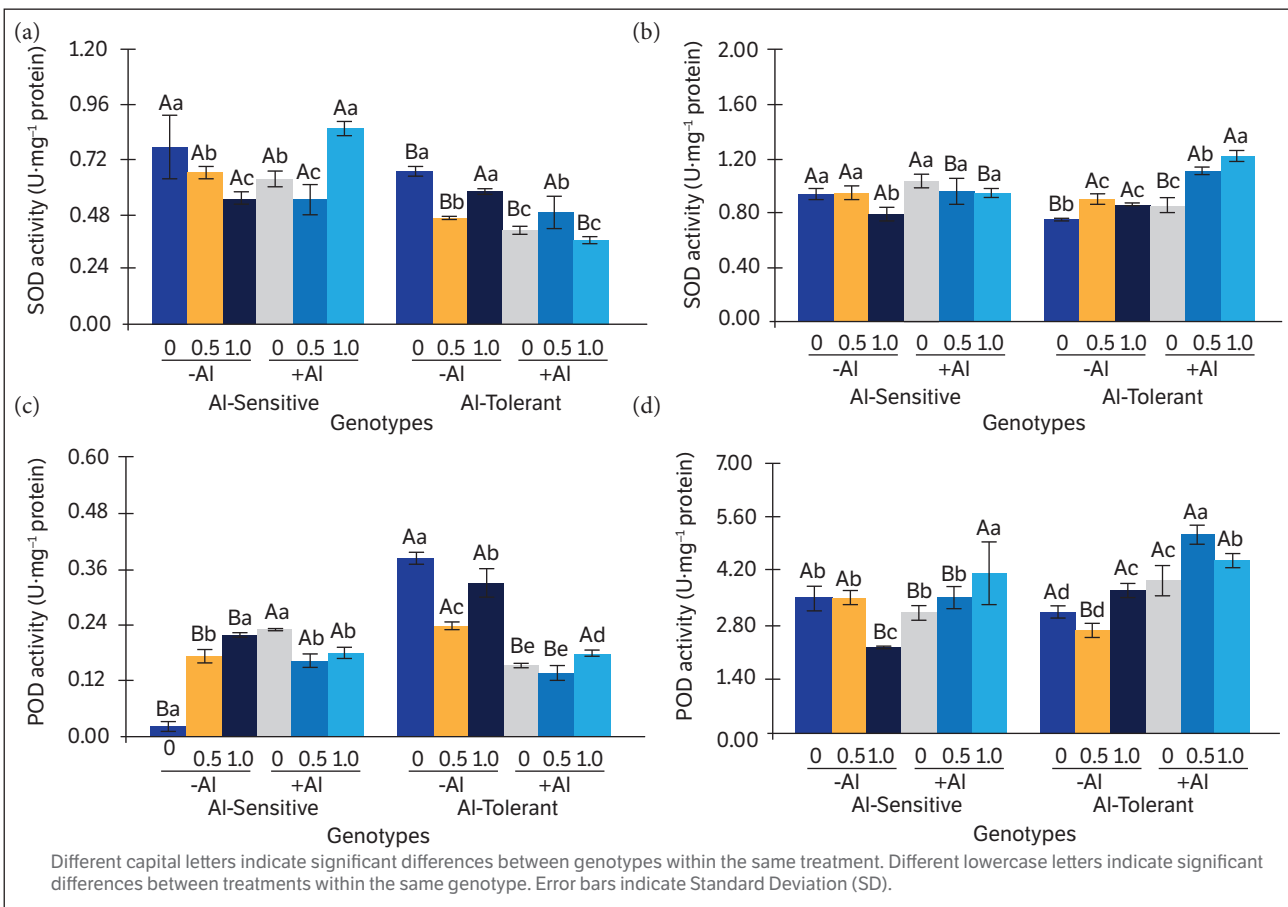 (a)
SOD activity (U·mg⁻¹ protein)
1.20
0.96
0.72
0.48
0.24
0.00
Aa Ab Ac Ab Ac Aa Ba Bb Aa Bc Ab Bc
0 0.5 1.0 0 0.5 1.0 0 0.5 1.0 0 0.5 1.0
-Al +Al -Al +Al
Al-Sensitive Al-Tolerant
Genotypes
(b)
SOD activity (U·mg⁻¹ protein)
2.00
1.60
1.20
0.80
0.40
0.00
Aa Aa Ab Aa Ba Ba Bb Ac Ac Bc Ab Aa
0 0.5 1.0 0 0.5 1.0 0 0.5 1.0 0 0.5 1.0
-Al +Al -Al +Al
Al-Sensitive Al-Tolerant
Genotypes
(c)
POD activity (U·mg⁻¹ protein)
0.60
0.48
0.36
0.24
0.12
0.00
Ba Bb Ba Aa Ab Ab Aa Ac Ab Be Be Ad
0 0.5 1.0 0 0.5 1.0 0 0.5 1.0 0 0.5 1.0
-Al +Al -Al +Al
Al-Sensitive Al-Tolerant
Genotypes
(d)
POD activity (U·mg⁻¹ protein)
7.00
5.60
4.20
2.80
1.40
0.00
Ab Ab Bc Bb Bb Aa Ad Bd Ac Ac Aa Ab
0 0.5 1.0 0 0.5 1.0 0 0.5 1.0 0 0.5 1.0
-Al +Al -Al +Al
Al-Sensitive Al-Tolerant
Genotypes
Different capital letters indicate significant differences between genotypes within the same treatment. Different lowercase letters indicate significant
differences between treatments within the same genotype. Error bars indicate Standard Deviation (SD).